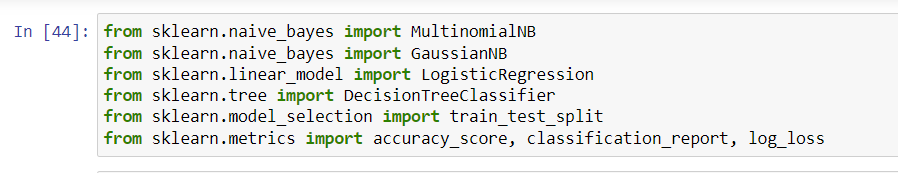 In [44]: from sklearn.naive_bayes import MultinomialNB
from sklearn.naive_bayes import GaussianNB
from sklearn.linear_model import LogisticRegression
from sklearn.tree import DecisionTreeClassifier
from sklearn.model_selection import train_test_split
from sklearn.metrics import accuracy_score, classification_report, log_loss